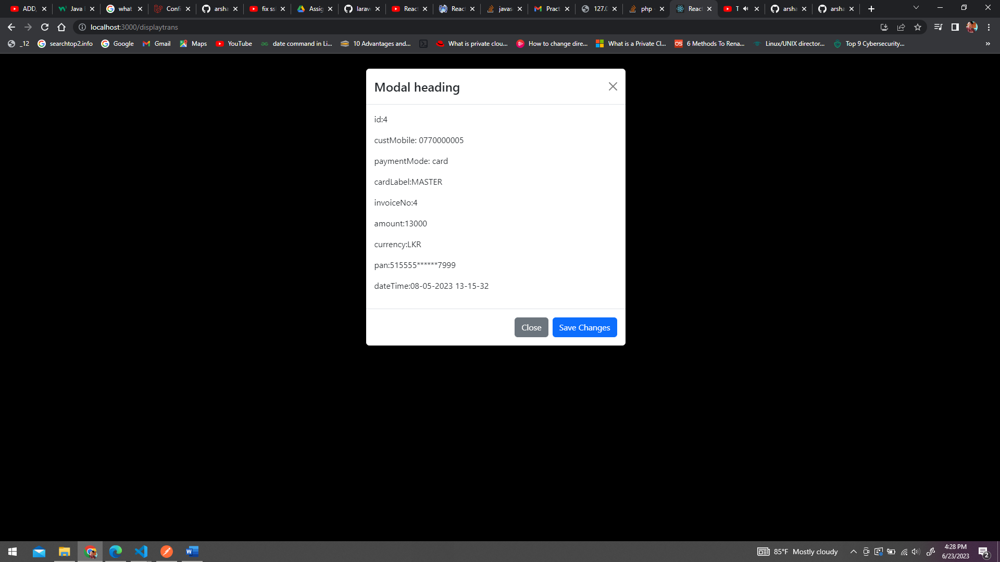 ADD, Java what Confi arsha fix ssl Assig larav React React javas Pract 127.0 php React T arsha arsha
localhost:3000/displaytrans
_12 searchtop2.info Google Gmail Maps YouTube date command in Li... 10 Advantages and... What is private clou... How to change dire... What is a Private Cl... 6 Methods To Rena... Linux/UNIX director... Top 9 Cybersecurity... »
Modal heading
id:4
custMobile: 0770000005
paymentMode: card
cardLabel:MASTER
invoiceNo:4
amount:13000
currency:LKR
pan:515555******7999
dateTime:08-05-2023 13-15-32
Close Save Changes
85°F Mostly cloudy
4:28 PM
6/23/2023
2